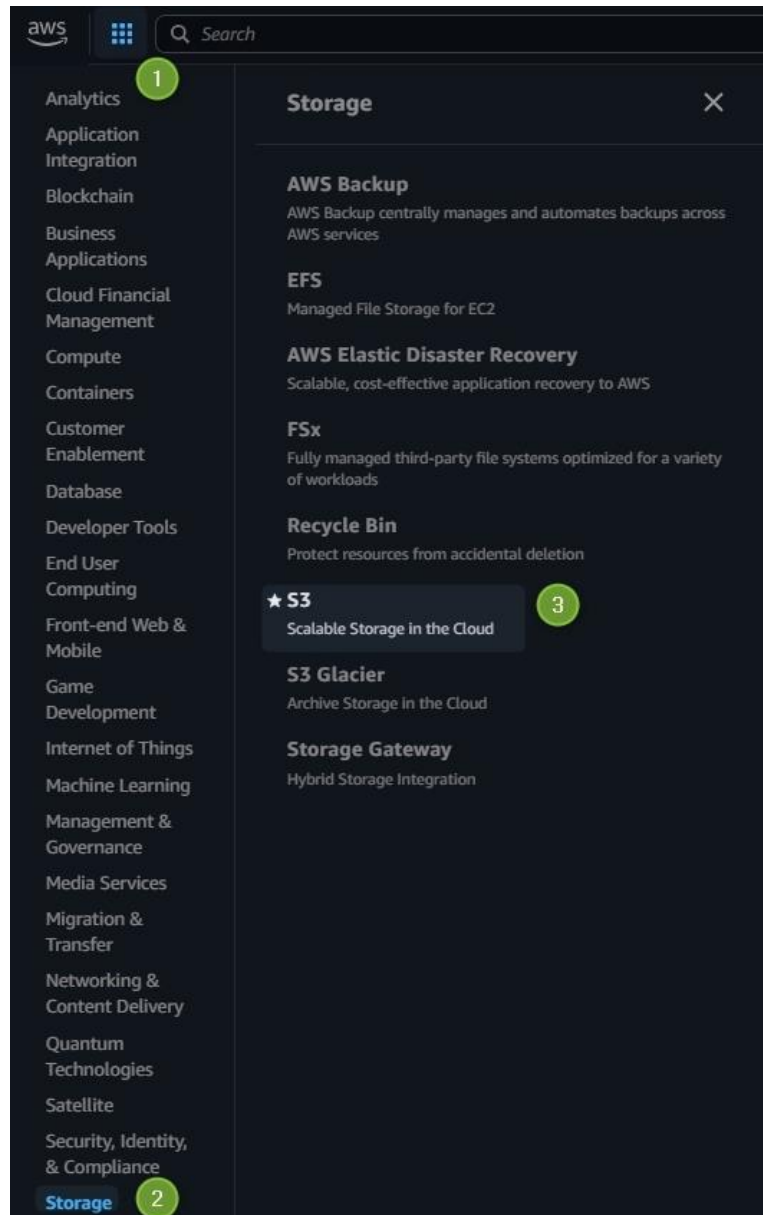 aws
Search
1
Analytics
Application
Integration
Blockchain
Business
Applications
Cloud Financial
Management
Compute
Containers
Customer
Enablement
Database
Developer Tools
End User
Computing
Front-end Web &
Mobile
Game
Development
Internet of Things
Machine Learning
Management &
Governance
Media Services
Migration &
Transfer
Networking &
Content Delivery
Quantum
Technologies
Satellite
Security, Identity,
& Compliance
Storage
2
Storage
AWS Backup
AWS Backup centrally manages and automates backups across
AWS services
EFS
Managed File Storage for EC2
AWS Elastic Disaster Recovery
Scalable, cost-effective application recovery to AWS
FSx
Fully managed third-party file systems optimized for a variety
of workloads
Recycle Bin
Protect resources from accidental deletion
S3
3
Scalable Storage in the Cloud
S3 Glacier
Archive Storage in the Cloud
Storage Gateway
Hybrid Storage Integration